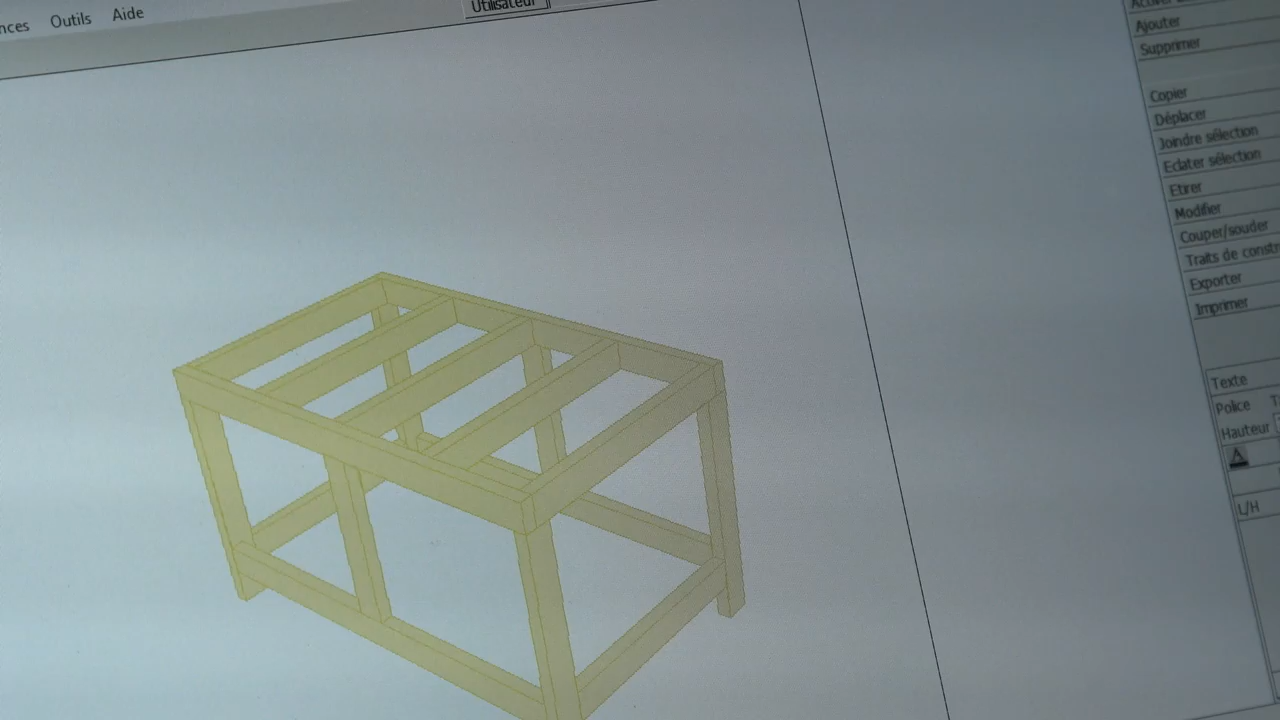 Outils Aide
Utilisateur
Ajouter
Supprimer
Copier
Déplacer
Joindre sélection
Eclater sélection
Etirer
Modifier
Couper/souder
Traits de constr
Exporter
Imprimer
Texte
Police T
Hauteur
A
L/H